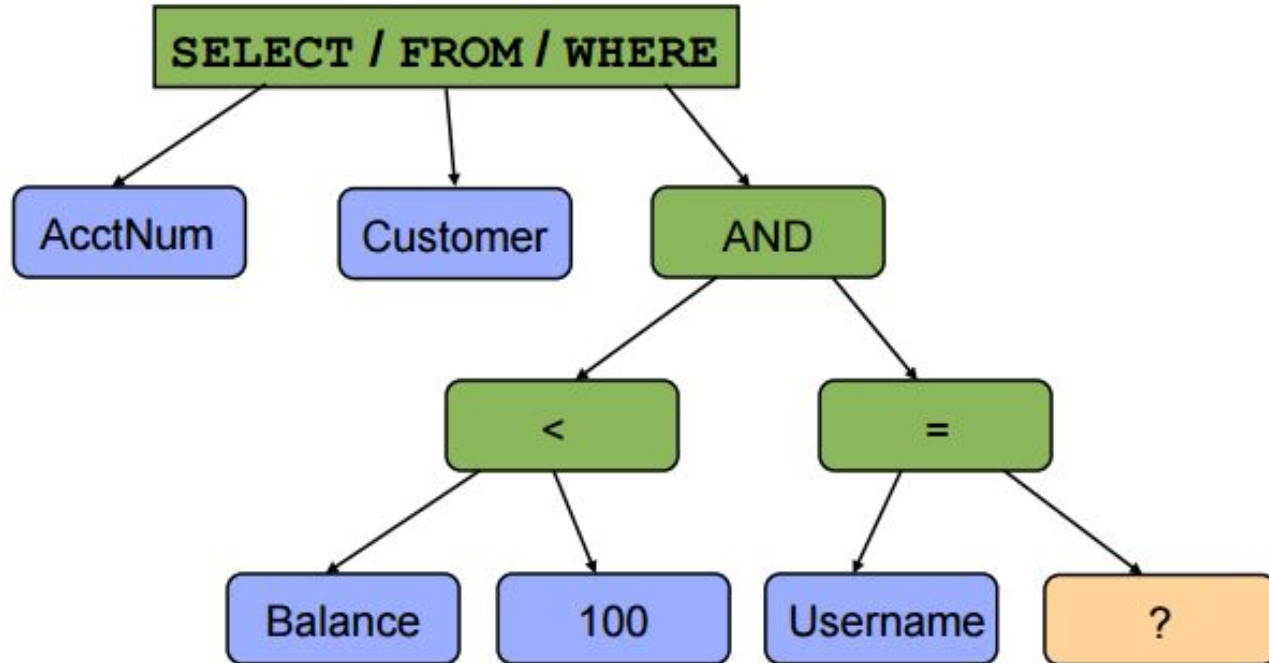 SELECT / FROM / WHERE
AcctNum
Customer
AND
<
=
Balance
100
Username
?